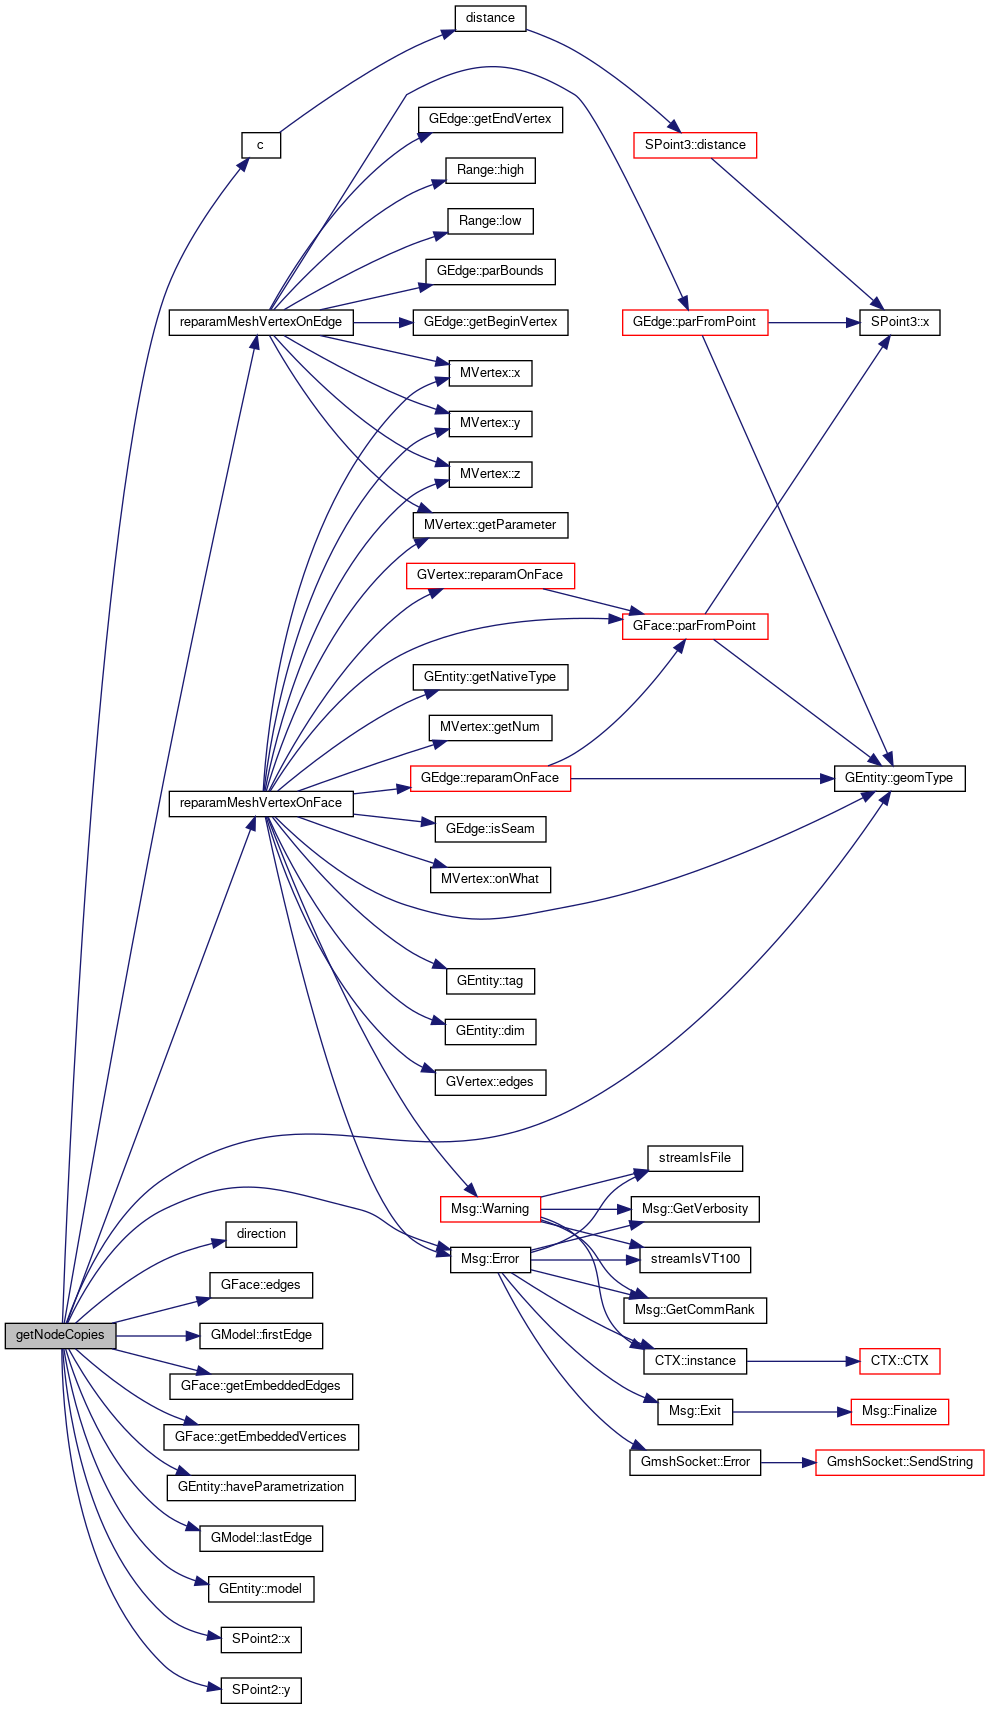 distance
c
SPoint3::distance
GEdge::getEndVertex
Range::high
Range::low
GEdge::parBounds
reparamMeshVertexOnEdge
GEdge::getBeginVertex
GEdge::parFromPoint
SPoint3::x
MVertex::x
MVertex::y
MVertex::z
MVertex::getParameter
GVertex::reparamOnFace
GFace::parFromPoint
GEntity::getNativeType
MVertex::getNum
GEdge::reparamOnFace
GEntity::geomType
reparamMeshVertexOnFace
GEdge::isSeam
MVertex::onWhat
GEntity::tag
GEntity::dim
GVertex::edges
streamIsFile
Msg::Warning
Msg::GetVerbosity
direction
Msg::Error
streamIsVT100
GFace::edges
Msg::GetCommRank
getNodeCopies
GModel::firstEdge
CTX::instance
CTX::CTX
GFace::getEmbeddedEdges
Msg::Exit
Msg::Finalize
GFace::getEmbeddedVertices
GmshSocket::Error
GmshSocket::SendString
GEntity::haveParametrization
GModel::lastEdge
GEntity::model
SPoint2::x
SPoint2::y